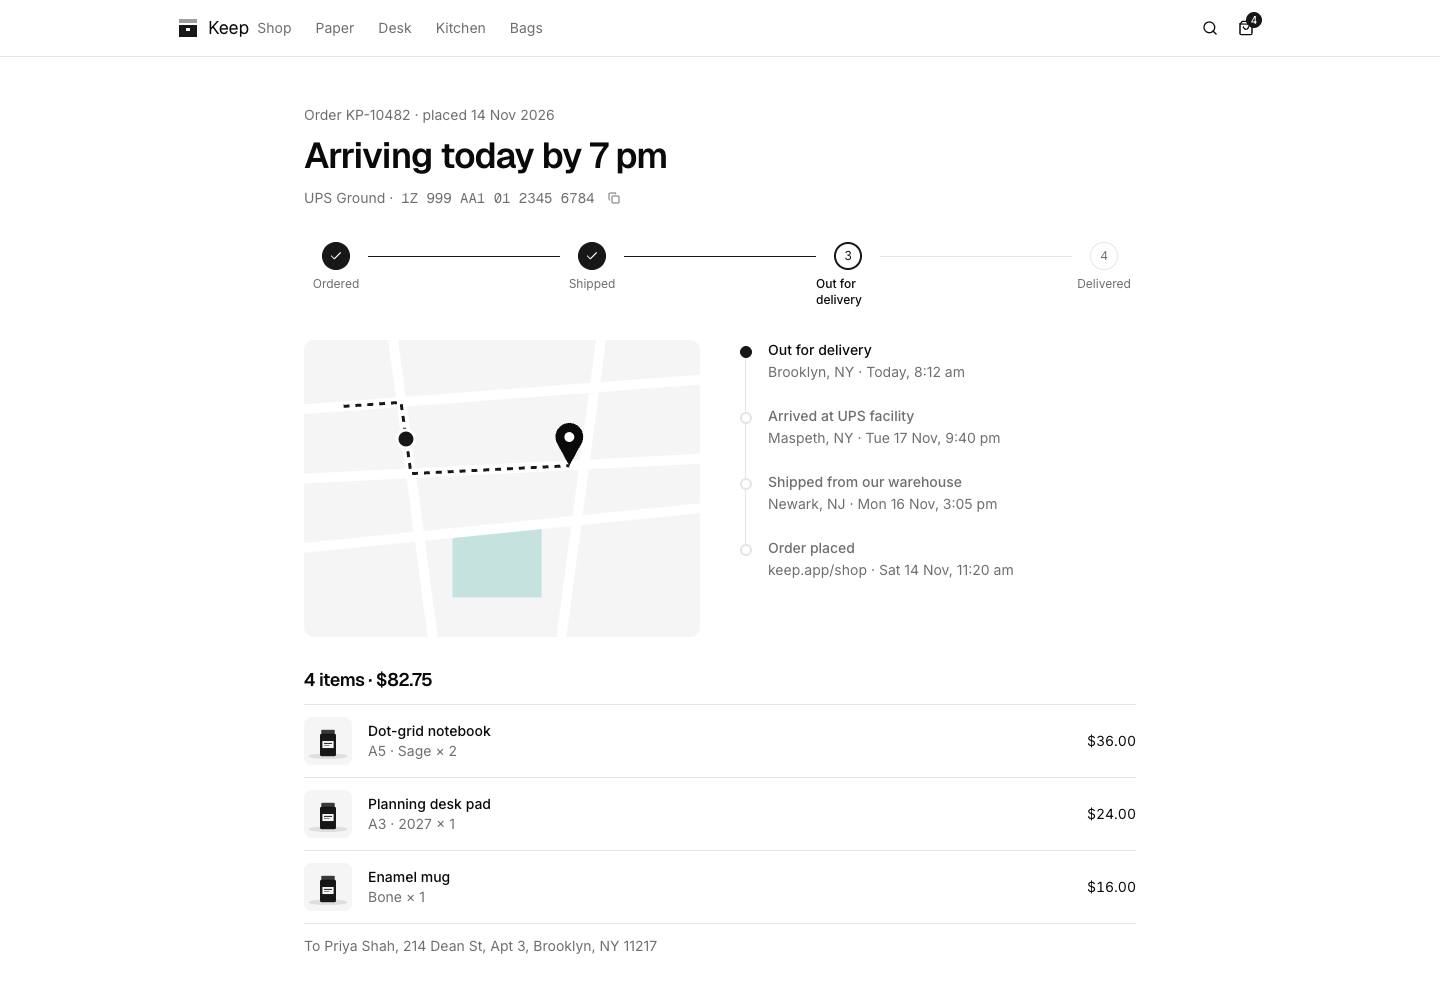 Keep Shop Paper Desk Kitchen Bags 4
Order KP-10482 · placed 14 Nov 2026
Arriving today by 7 pm
UPS Ground · 1Z 999 AA1 01 2345 6784
3 4
Ordered Shipped Out for delivery Delivered
Out for delivery
Brooklyn, NY · Today, 8:12 am
Arrived at UPS facility
Maspeth, NY · Tue 17 Nov, 9:40 pm
Shipped from our warehouse
Newark, NJ · Mon 16 Nov, 3:05 pm
Order placed
keep.app/shop · Sat 14 Nov, 11:20 am
4 items · $82.75
Dot-grid notebook
A5 · Sage × 2
$36.00
Planning desk pad
A3 · 2027 × 1
$24.00
Enamel mug
Bone × 1
$16.00
To Priya Shah, 214 Dean St, Apt 3, Brooklyn, NY 11217